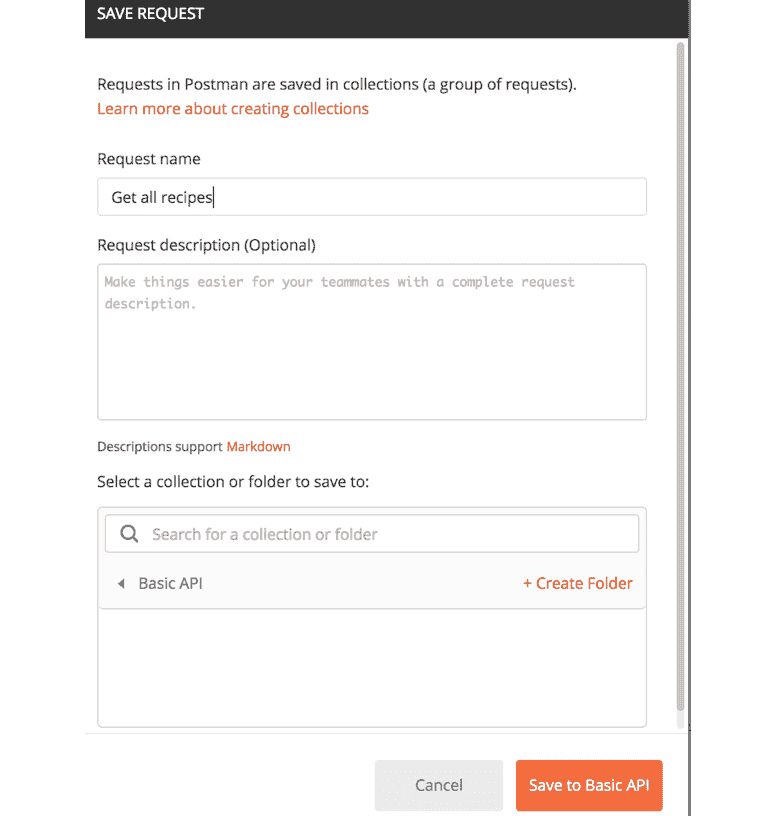 SAVE REQUEST
Requests in Postman are saved in collections (a group of requests).
Learn more about creating collections
Request name
Get all recipes
Request description (Optional)
Make things easier for your teammates with a complete request
description.
Descriptions support Markdown
Select a collection or folder to save to:
Search for a collection or folder
Basic API + Create Folder
Cancel Save to Basic API